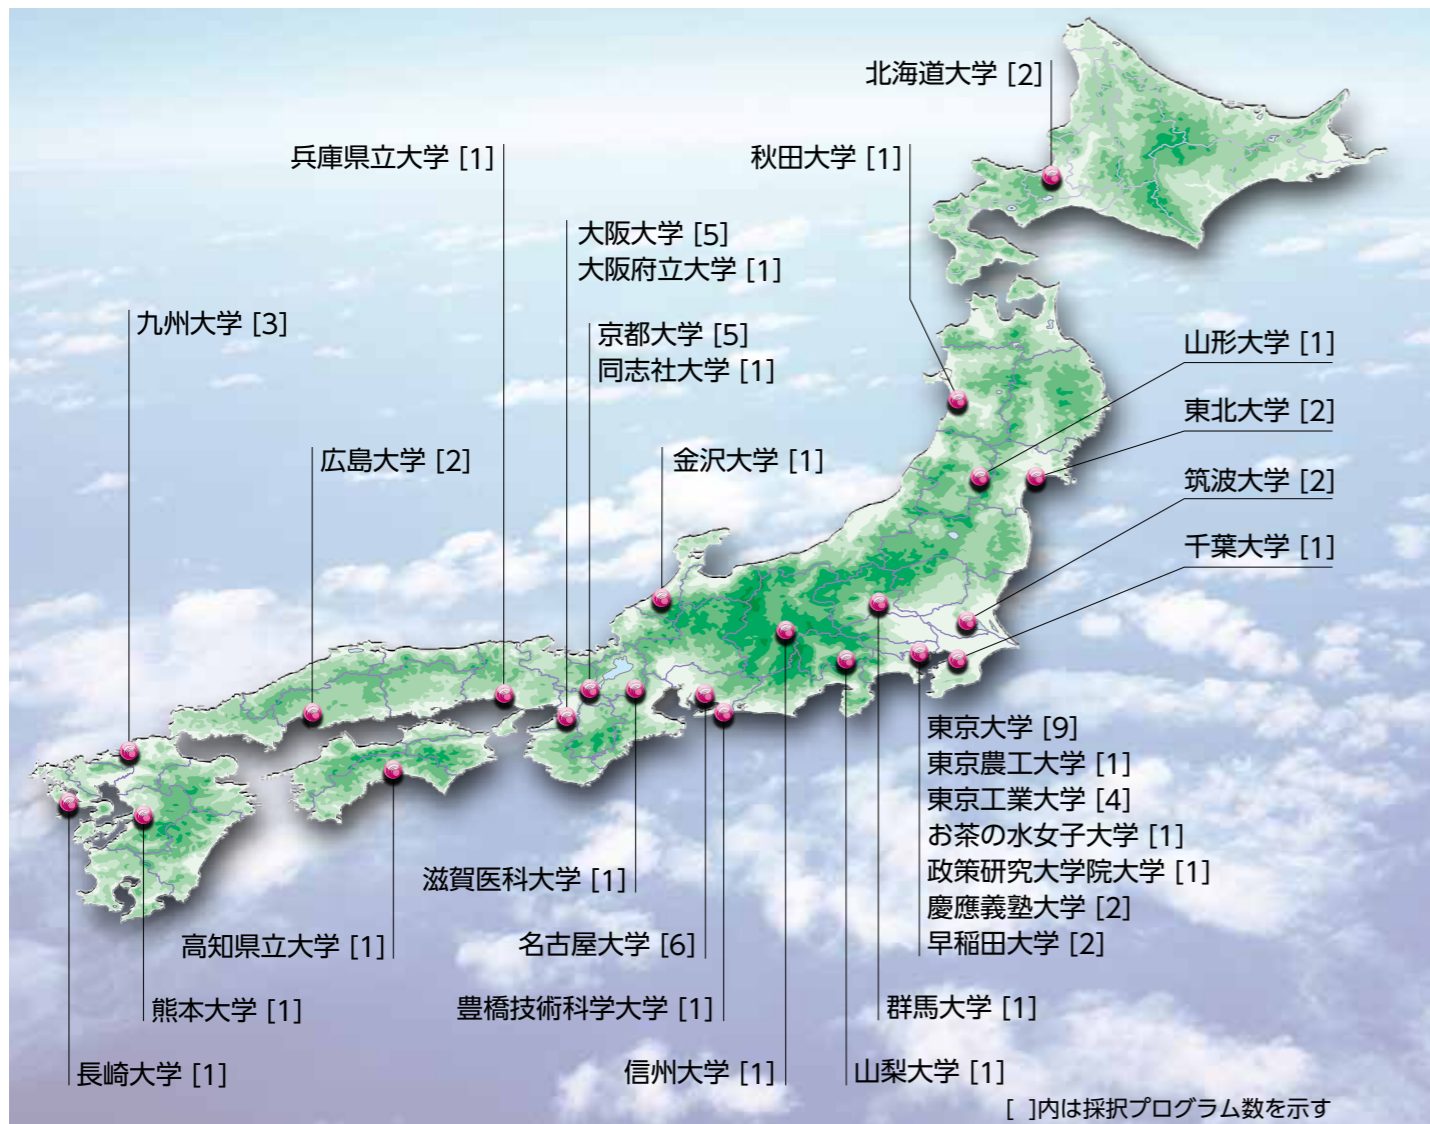 北海道大学 [2]
兵庫県立大学 [1]
秋田大学 [1]
大阪大学 [5]
大阪府立大学 [1]
九州大学 [3]
京都大学 [5]
同志社大学 [1]
山形大学 [1]
東北大学 [2]
広島大学 [2]
金沢大学 [1]
筑波大学 [2]
千葉大学 [1]
東京大学 [9]
東京農工大学 [1]
東京工業大学 [4]
お茶の水女子大学 [1]
政策研究大学院大学 [1]
慶應義塾大学 [2]
早稲田大学 [2]
滋賀医科大学 [1]
高知県立大学 [1]
名古屋大学 [6]
熊本大学 [1]
豊橋技術科学大学 [1]
群馬大学 [1]
長崎大学 [1]
信州大学 [1]
山梨大学 [1]
[ ]内は採択プログラム数を示す